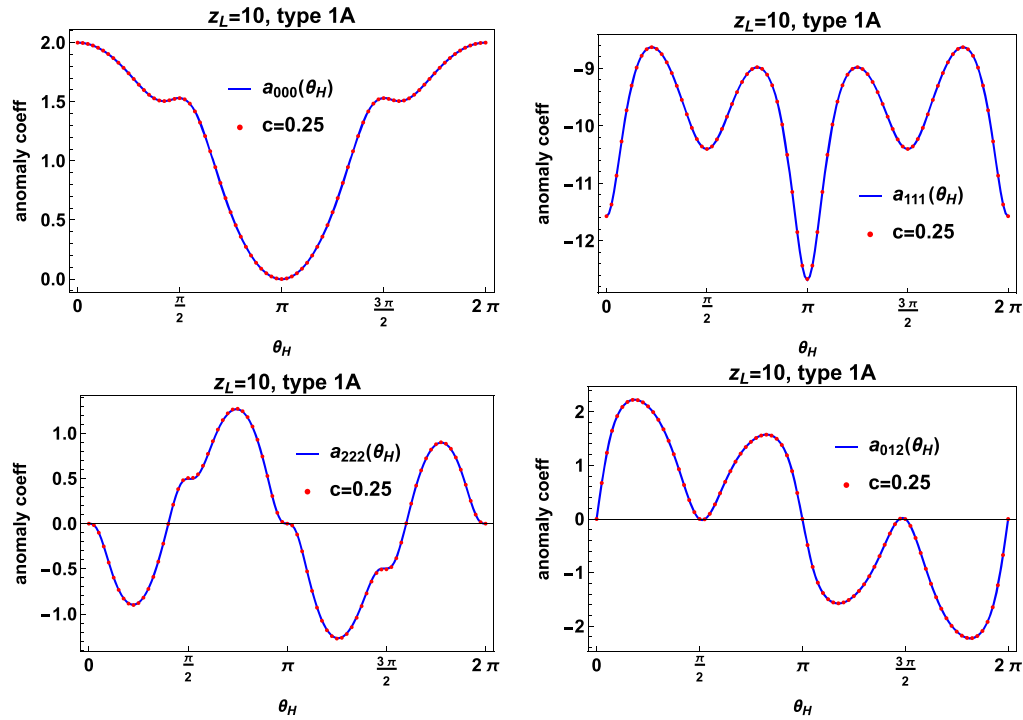 z_L=10, type 1A
anomaly coeff
2.0
1.5
1.0
0.5
0.0
a_000(θ_H)
c=0.25
0
π/2
π
3π/2
2π
θ_H
z_L=10, type 1A
anomaly coeff
−9
−10
−11
−12
a_111(θ_H)
c=0.25
0
π/2
π
3π/2
2π
θ_H
z_L=10, type 1A
anomaly coeff
1.0
0.5
0.0
−0.5
−1.0
a_222(θ_H)
c=0.25
0
π/2
π
3π/2
2π
θ_H
z_L=10, type 1A
anomaly coeff
2
1
0
−1
−2
a_012(θ_H)
c=0.25
0
π/2
π
3π/2
2π
θ_H